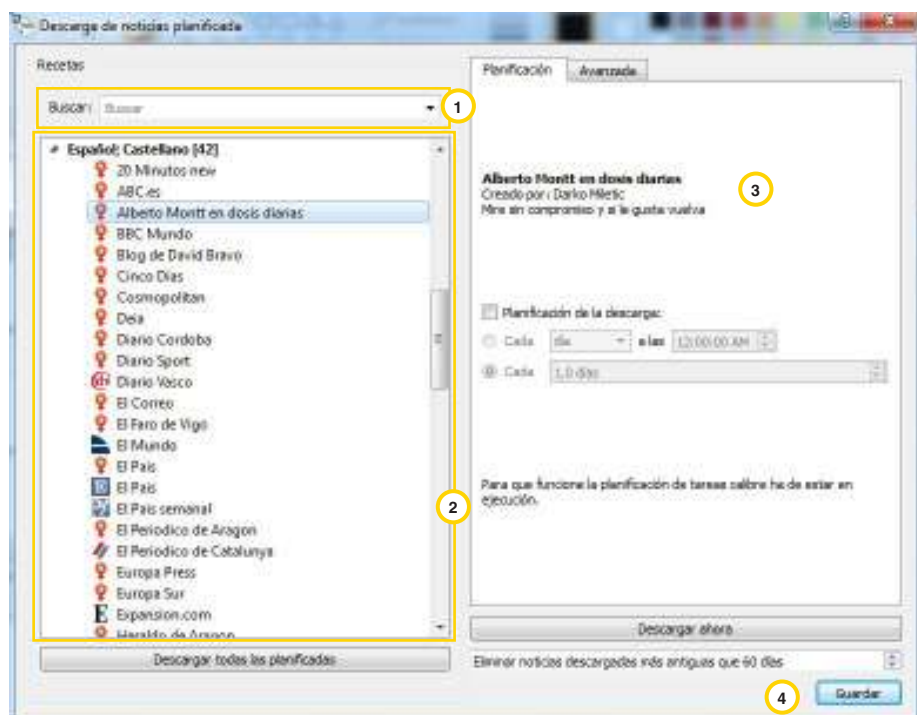 Descarga de noticias planificada
Recetas
Buscar: Buscar
1
Español; Castellano [42]
20 Minutos new
ABC.es
Alberto Montt en dosis diarias
BBC Mundo
Blog de David Bravo
Cinco Días
Cosmopolitan
Deia
Diario Cordoba
Diario Sport
Diario Vasco
El Correo
El Faro de Vigo
El Mundo
El País
El País
El País semanal
El Periodico de Aragon
El Periodico de Catalunya
Europa Press
Europa Sur
Expansion.com
Heraldo de Aragon
2
Descargar todas las planificadas
Planificación
Avanzada
Alberto Montt en dosis diarias
Creado por: Darko Miletic
Mire sin compromiso y si le gusta vuelva
3
Planificación de la descarga:
Cada día a las 12:00:00 AM
Cada 1,0 días
Para que funcione la planificación de tareas calibre ha de estar en
ejecución.
Descargar ahora
Eliminar noticias descargadas más antiguas que 60 días
4
Guardar